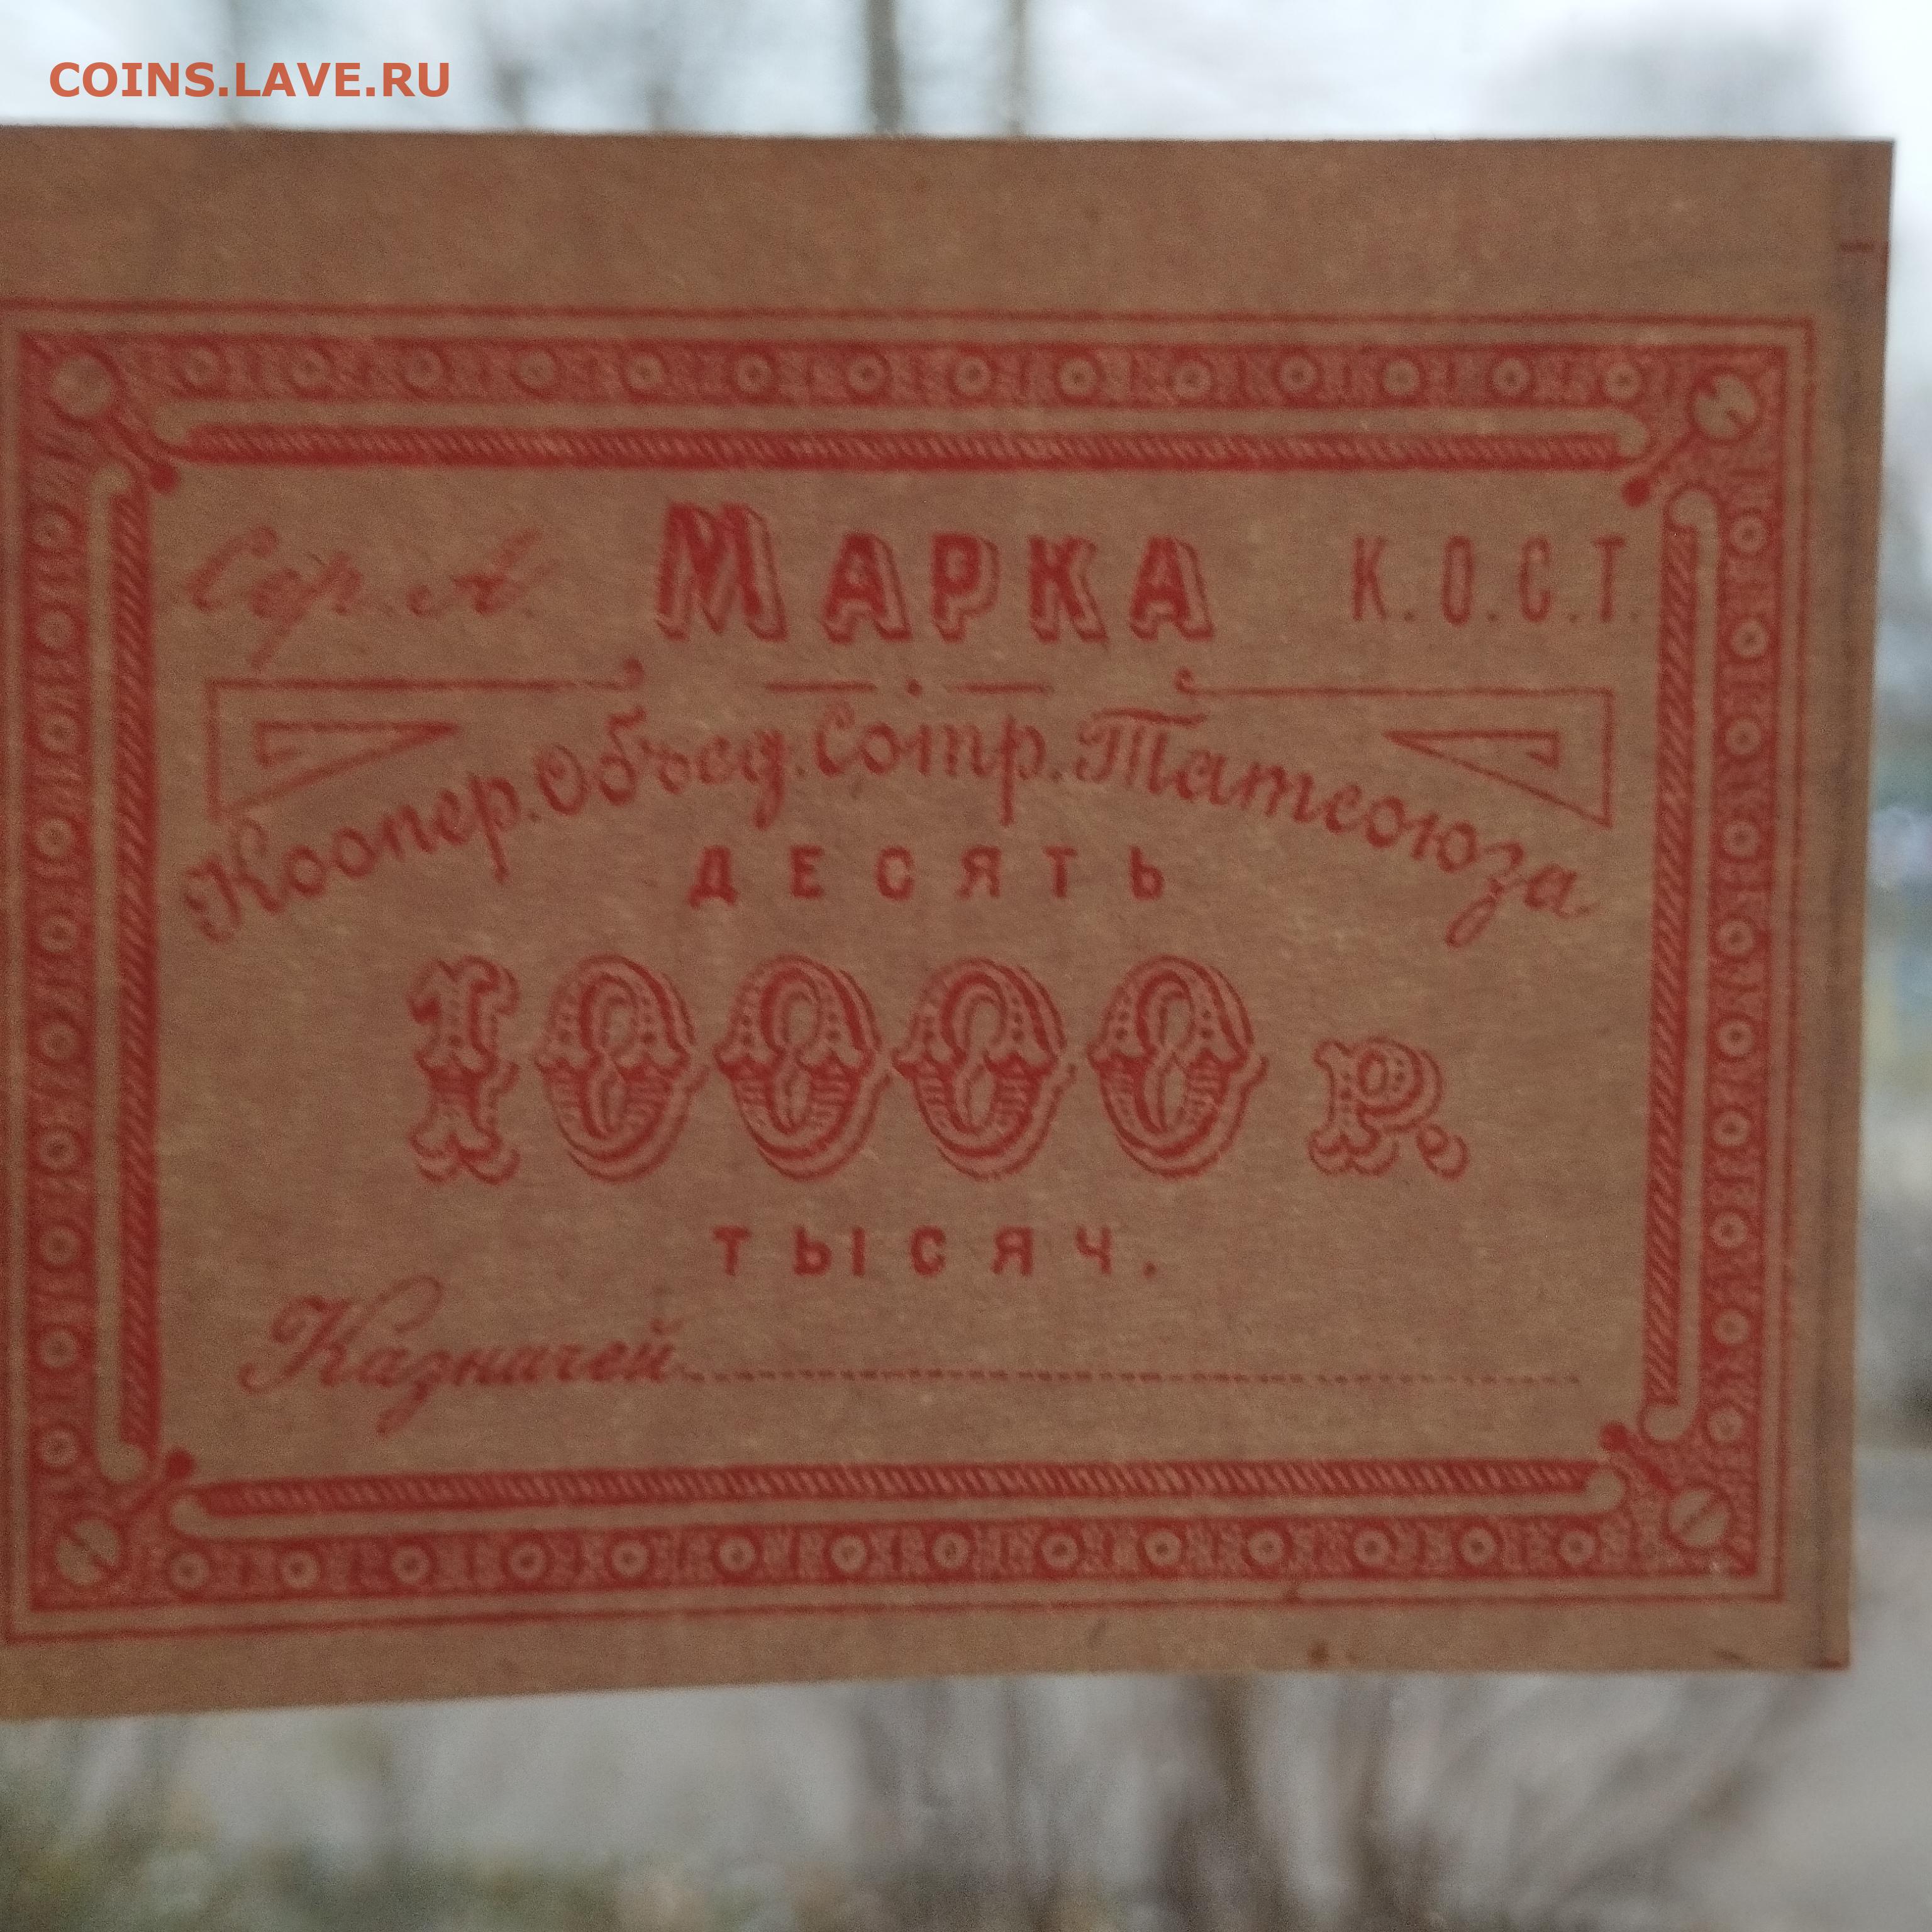 COINS.LAVE.RU
Сер. А. МАРКА К.О.С.Т.
Коопер. Объед. Сотр. Татсоюза
ДЕСЯТЬ
10000 р.
ТЫСЯЧ.
Казначей